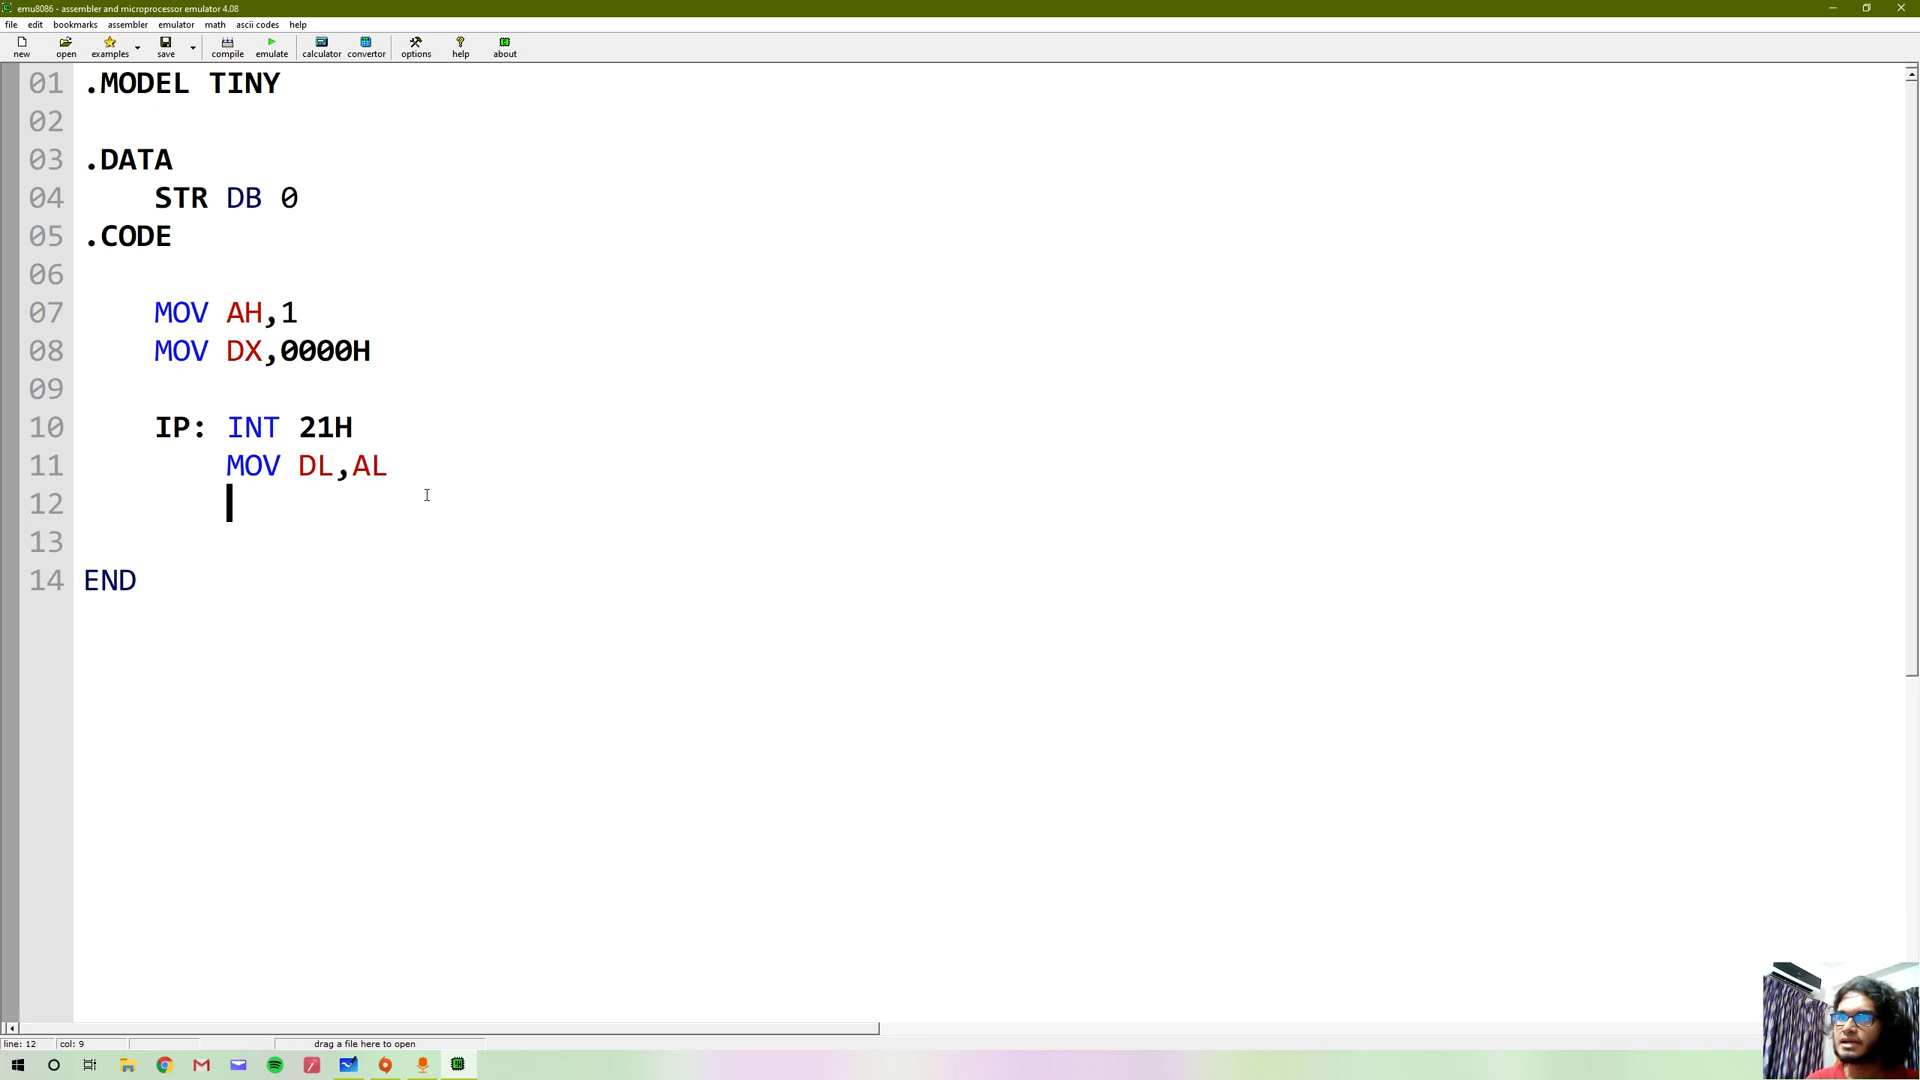 emu8086 - assembler and microprocessor emulator 4.08
file edit bookmarks assembler emulator math ascii codes help
new open examples save compile emulate calculator convertor options help about
01 .MODEL TINY
02
03 .DATA
04 STR DB 0
05 .CODE
06
07 MOV AH,1
08 MOV DX,0000H
09
10 IP: INT 21H
11 MOV DL,AL
12
13
14 END
line: 12 col: 9 drag a file here to open